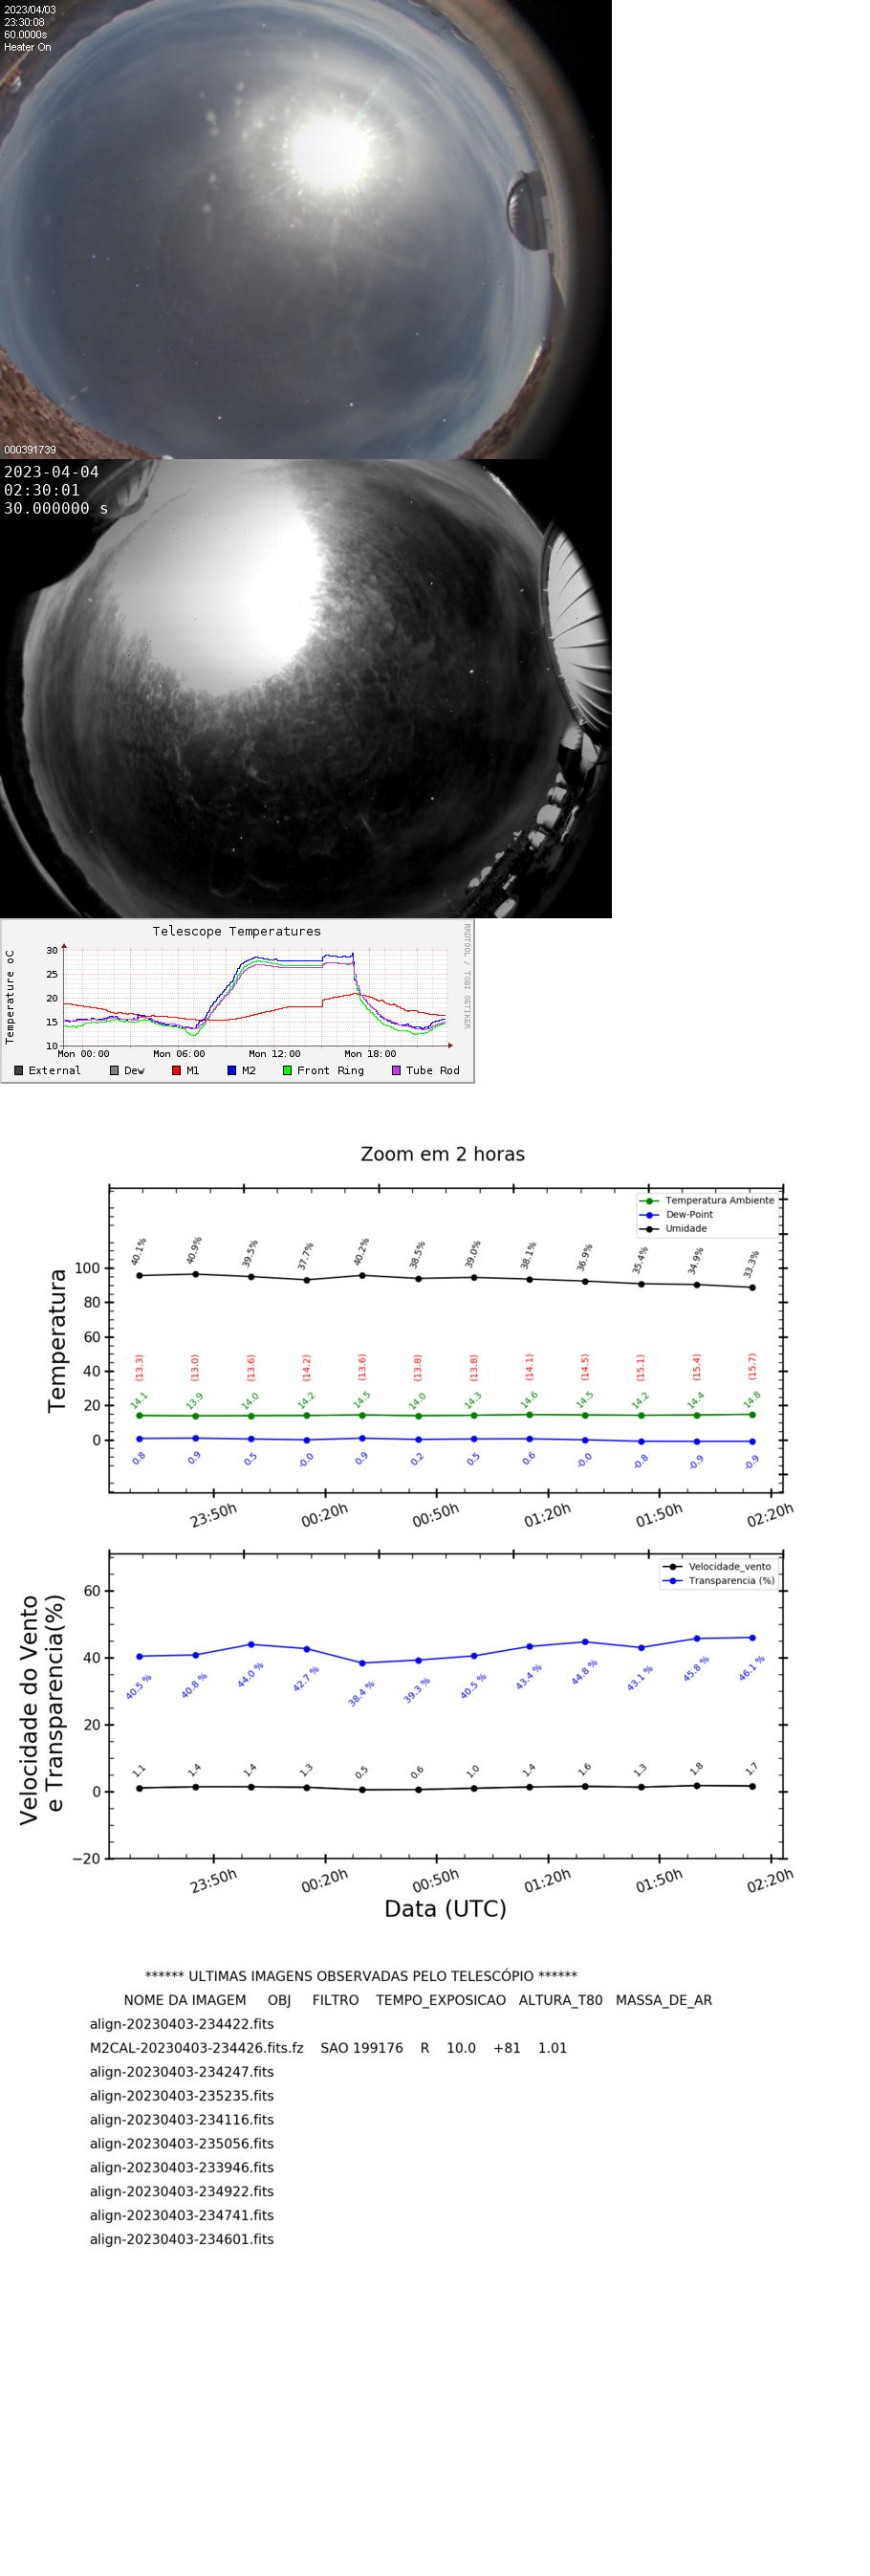 2023/04/03
23:30:08
60.0000s
Heater On
000391739
2023-04-04
02:30:01
30.000000 s
Telescope Temperatures
RRDTOOL / TOBI OETIKER
Temperature oC
30
25
20
15
10
Mon 00:00 Mon 06:00 Mon 12:00 Mon 18:00
External Dew M1 M2 Front Ring Tube Rod
Zoom em 2 horas
Temperatura Ambiente
Dew-Point
Umidade
Temperatura
100
80
60
40
20
0
40.1% 40.9% 39.5% 37.7% 40.2% 38.5% 39.0% 38.1% 36.9% 35.4% 34.9% 33.3%
(13.3) (13.0) (13.6) (14.2) (13.6) (13.8) (13.8) (14.1) (14.5) (15.1) (15.4) (15.7)
14.1 13.9 14.0 14.2 14.5 14.0 14.3 14.6 14.5 14.2 14.4 14.8
0.8 0.9 0.5 -0.0 0.9 0.2 0.5 0.6 -0.0 -0.8 -0.9 -0.9
23:50h 00:20h 00:50h 01:20h 01:50h 02:20h
Velocidade_vento
Transparencia (%)
Velocidade do Vento
e Transparencia(%)
60
40
20
0
−20
40.5 % 40.8 % 44.0 % 42.7 % 38.4 % 39.3 % 40.5 % 43.4 % 44.8 % 43.1 % 45.8 % 46.1 %
1.1 1.4 1.4 1.3 0.5 0.6 1.0 1.4 1.6 1.3 1.8 1.7
23:50h 00:20h 00:50h 01:20h 01:50h 02:20h
Data (UTC)
****** ULTIMAS IMAGENS OBSERVADAS PELO TELESCÓPIO ******
NOME DA IMAGEM OBJ FILTRO TEMPO_EXPOSICAO ALTURA_T80 MASSA_DE_AR
align-20230403-234422.fits
M2CAL-20230403-234426.fits.fz SAO 199176 R 10.0 +81 1.01
align-20230403-234247.fits
align-20230403-235235.fits
align-20230403-234116.fits
align-20230403-235056.fits
align-20230403-233946.fits
align-20230403-234922.fits
align-20230403-234741.fits
align-20230403-234601.fits